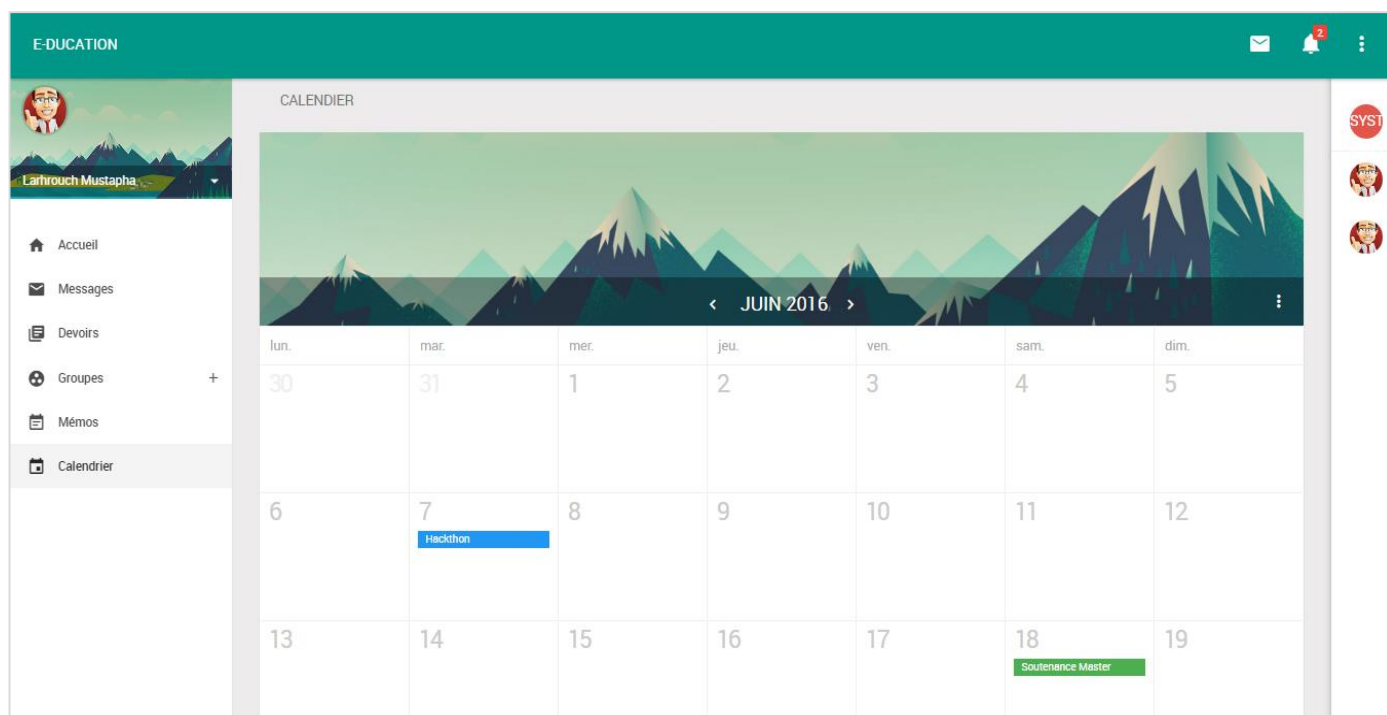 E-DUCATION
2
CALENDIER
SYST
Larhrouch Mustapha
Accueil
Messages
Devoirs
Groupes +
Mémos
Calendrier
< JUIN 2016 >
lun. mar. mer. jeu. ven. sam. dim.
30 31 1 2 3 4 5
6 7 8 9 10 11 12
Hackthon
13 14 15 16 17 18 19
Soutenance Master